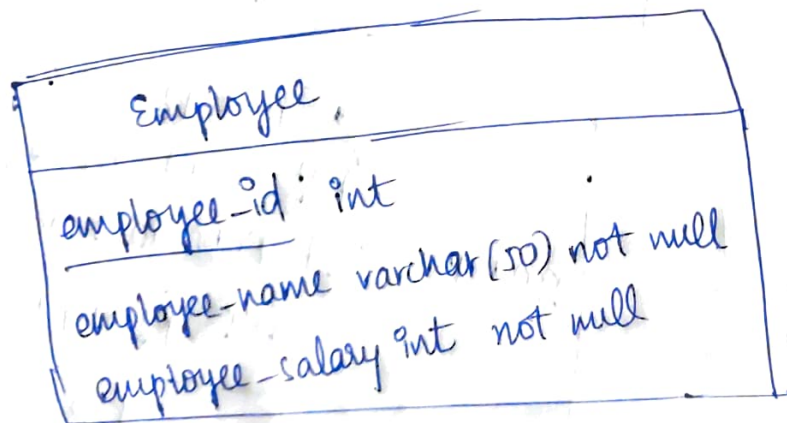 Employee
employee_id int
employee_name varchar(50) not null
employee_salary int not null